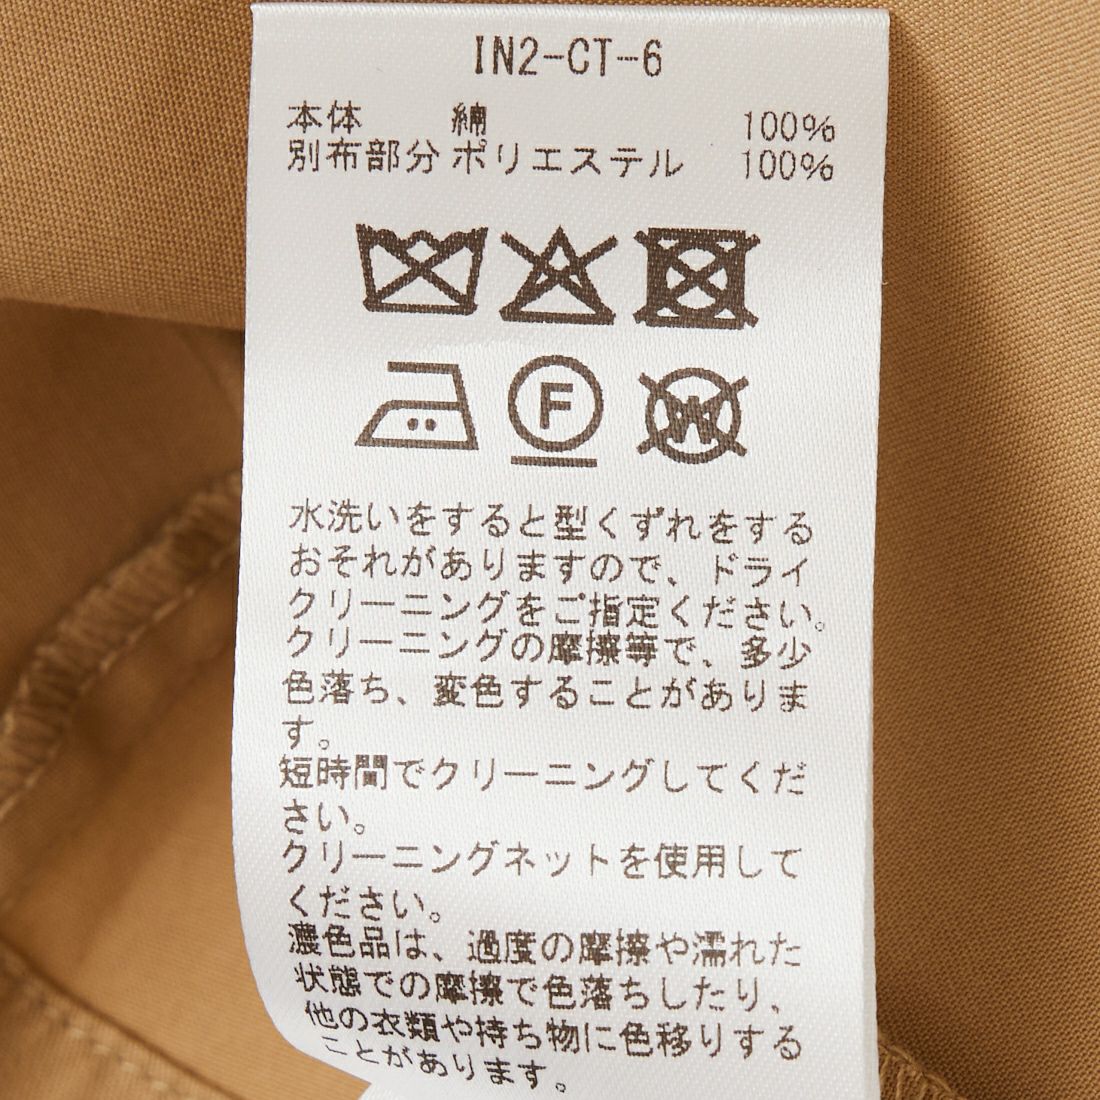 IN2-CT-6
本体 綿 100%
別布部分 ポリエステル 100%
F
W
水洗いをすると型くずれをする
おそれがありますので、ドライ
クリーニングをご指定ください。
クリーニングの摩擦等で、多少
色落ち、変色することがありま
す。
短時間でクリーニングしてくだ
さい。
クリーニングネットを使用して
ください。
濃色品は、過度の摩擦や濡れた
状態での摩擦で色落ちしたり、
他の衣類や持ち物に色移りする
ことがあります。